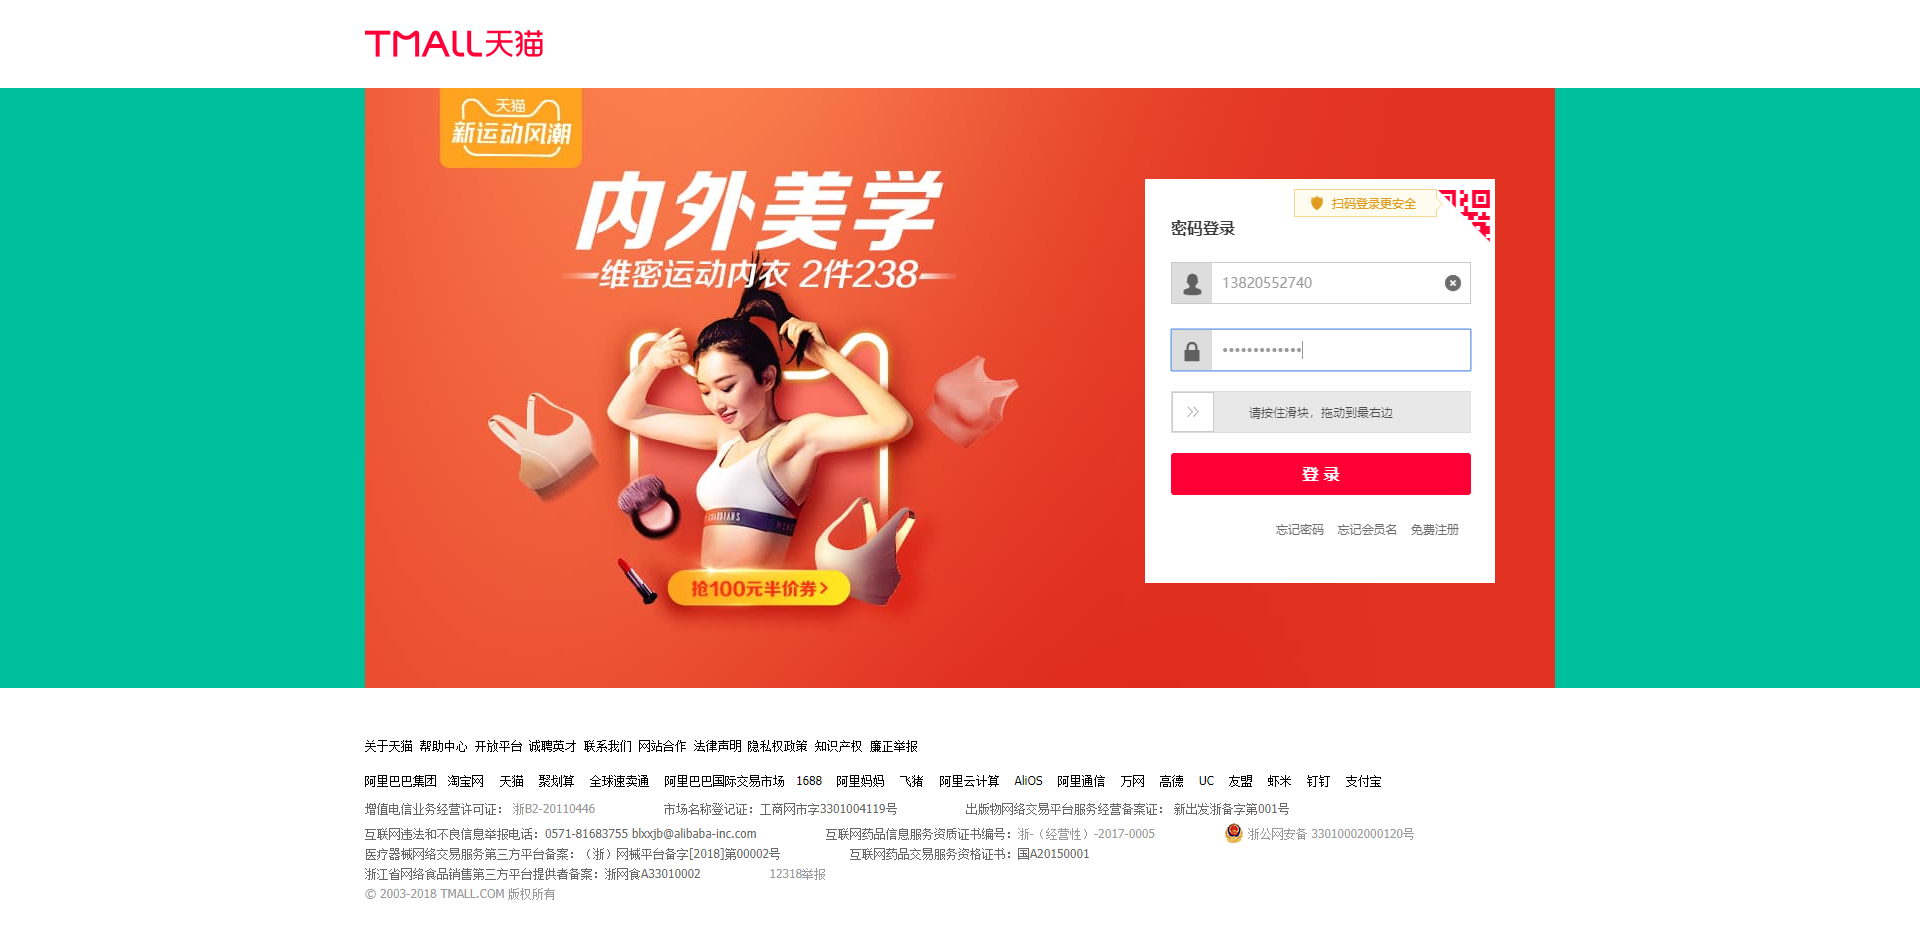 TMALL天猫
天猫
新运动风潮
内外美学
维密运动内衣 2件238
抢100元半价券>
扫码登录更安全
密码登录
13820552740
•••••••••••••
请按住滑块，拖动到最右边
登 录
忘记密码 忘记会员名 免费注册
关于天猫 帮助中心 开放平台 诚聘英才 联系我们 网站合作 法律声明 隐私权政策 知识产权 廉正举报
阿里巴巴集团 淘宝网 天猫 聚划算 全球速卖通 阿里巴巴国际交易市场 1688 阿里妈妈 飞猪 阿里云计算 AliOS 阿里通信 万网 高德 UC 友盟 虾米 钉钉 支付宝
增值电信业务经营许可证： 浙B2-20110446 市场名称登记证：工商网市字3301004119号 出版物网络交易平台服务经营备案证： 新出发浙备字第001号
互联网违法和不良信息举报电话：0571-81683755 blxxjb@alibaba-inc.com 互联网药品信息服务资质证书编号：浙-（经营性）-2017-0005 浙公网安备 33010002000120号
医疗器械网络交易服务第三方平台备案：（浙）网械平台备字[2018]第00002号 互联网药品交易服务资格证书：国A20150001
浙江省网络食品销售第三方平台提供者备案：浙网食A33010002 12318举报
© 2003-2018 TMALL.COM 版权所有